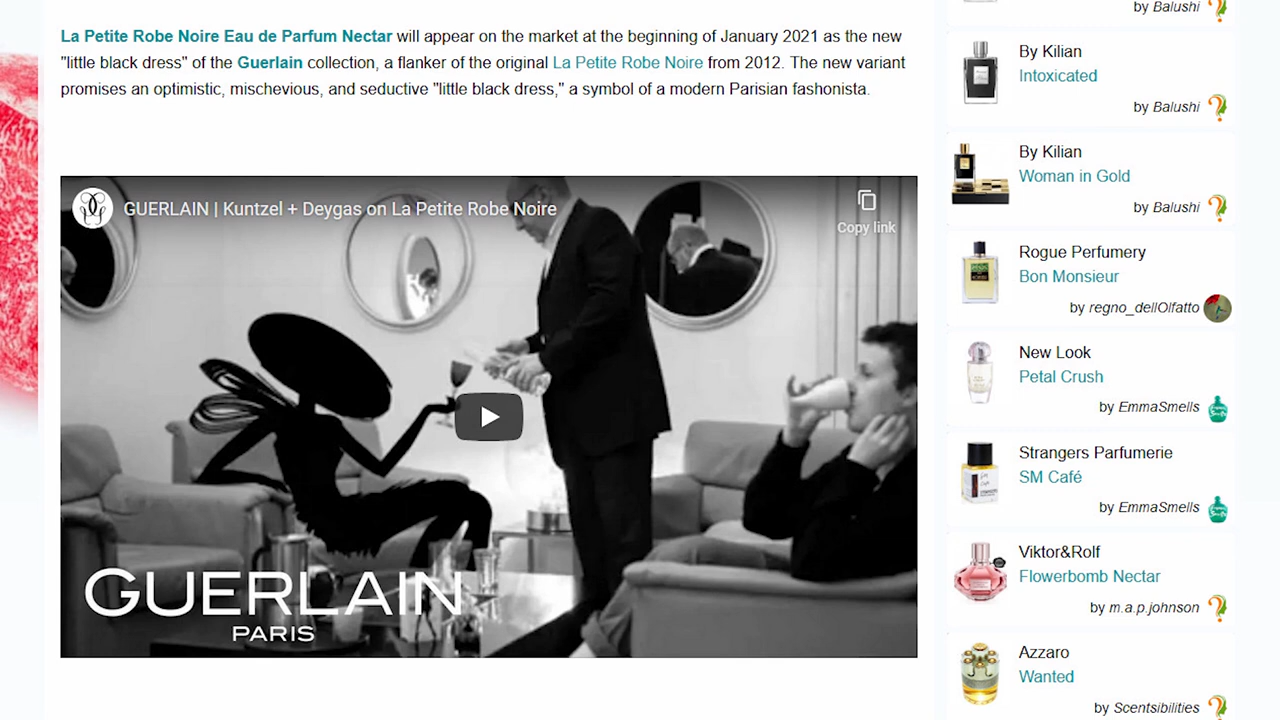 La Petite Robe Noire Eau de Parfum Nectar will appear on the market at the beginning of January 2021 as the new
"little black dress" of the Guerlain collection, a flanker of the original La Petite Robe Noire from 2012. The new variant
promises an optimistic, mischevious, and seductive "little black dress," a symbol of a modern Parisian fashonista.
GUERLAIN | Kuntzel + Deygas on La Petite Robe Noire
Copy link
GUERLAIN
PARIS
by Balushi
By Kilian
Intoxicated
by Balushi
By Kilian
Woman in Gold
by Balushi
Rogue Perfumery
Bon Monsieur
by regno_dellOlfatto
New Look
Petal Crush
by EmmaSmells
Strangers Parfumerie
SM Café
by EmmaSmells
Viktor&Rolf
Flowerbomb Nectar
by m.a.p.johnson
Azzaro
Wanted
by Scentsibilities